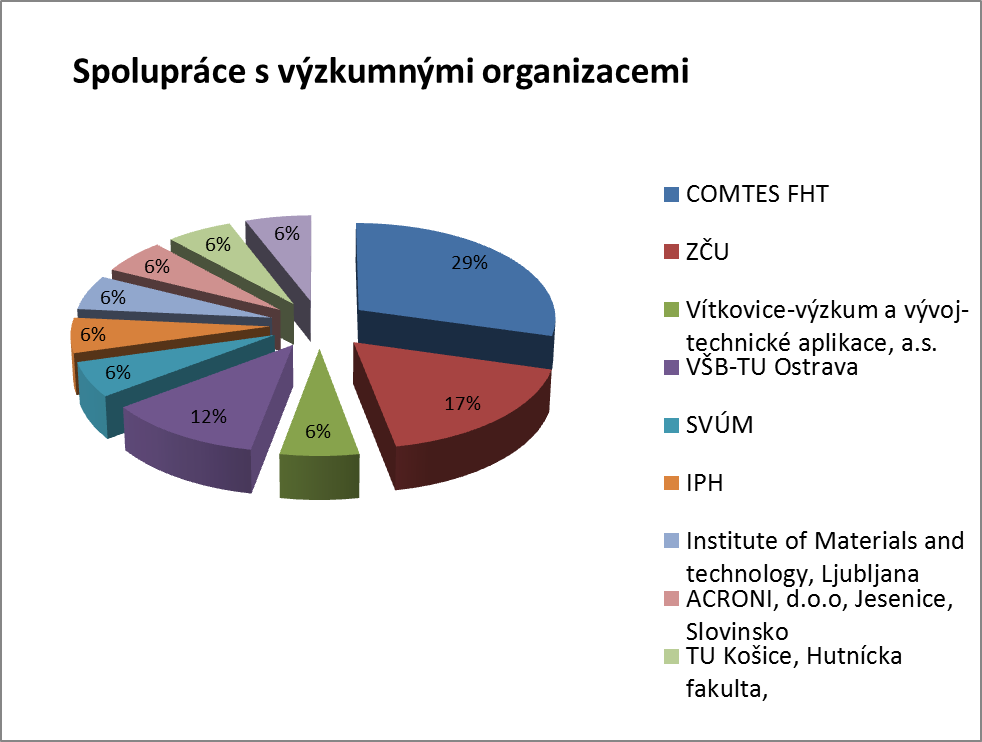 Spolupráce s výzkumnými organizacemi
29%
17%
6%
12%
6%
6%
6%
6%
6%
6%
COMTES FHT
ZČU
Vítkovice-výzkum a vývoj-
technické aplikace, a.s.
VŠB-TU Ostrava
SVÚM
IPH
Institute of Materials and
technology, Ljubljana
ACRONI, d.o.o, Jesenice,
Slovinsko
TU Košice, Hutnícka
fakulta,